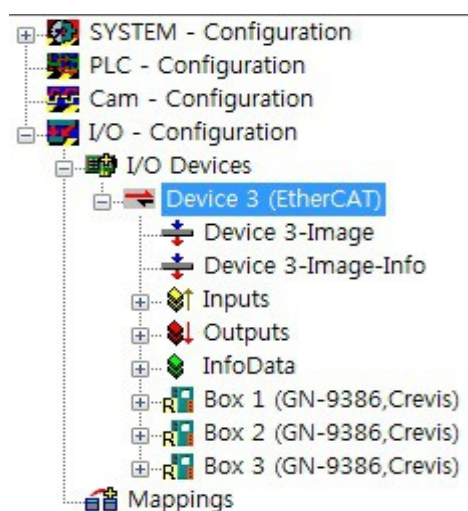 SYSTEM - Configuration
PLC - Configuration
Cam - Configuration
I/O - Configuration
I/O Devices
Device 3 (EtherCAT)
Device 3-Image
Device 3-Image-Info
Inputs
Outputs
InfoData
Box 1 (GN-9386,Crevis)
Box 2 (GN-9386,Crevis)
Box 3 (GN-9386,Crevis)
Mappings